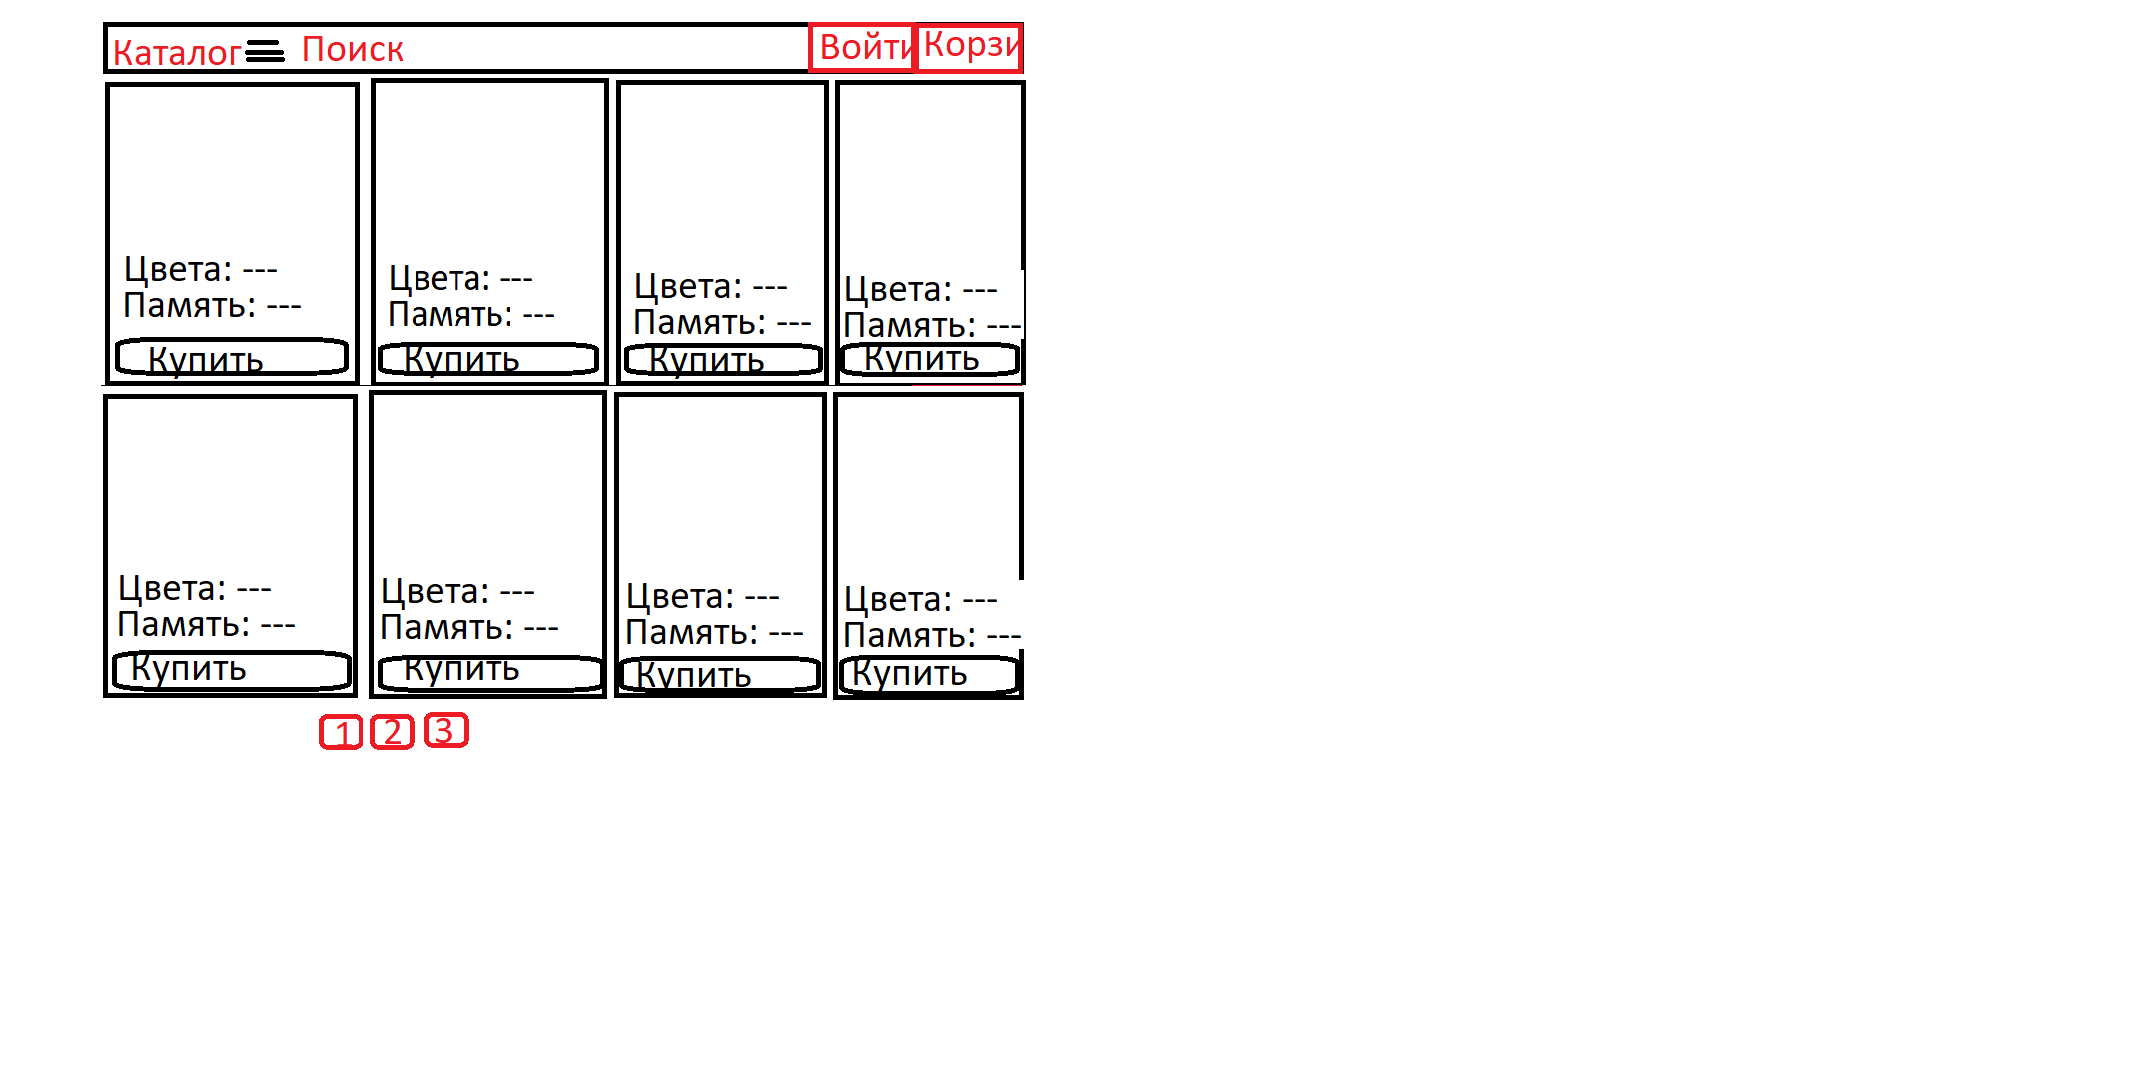 Каталог Поиск Войти Корзи
Цвета: --- Цвета: --- Цвета: --- Цвета: ---
Память: --- Память: --- Память: --- Память: ---
Купить Купить Купить Купить
Цвета: --- Цвета: --- Цвета: --- Цвета: ---
Память: --- Память: --- Память: --- Память: ---
Купить Купить Купить Купить
1 2 3